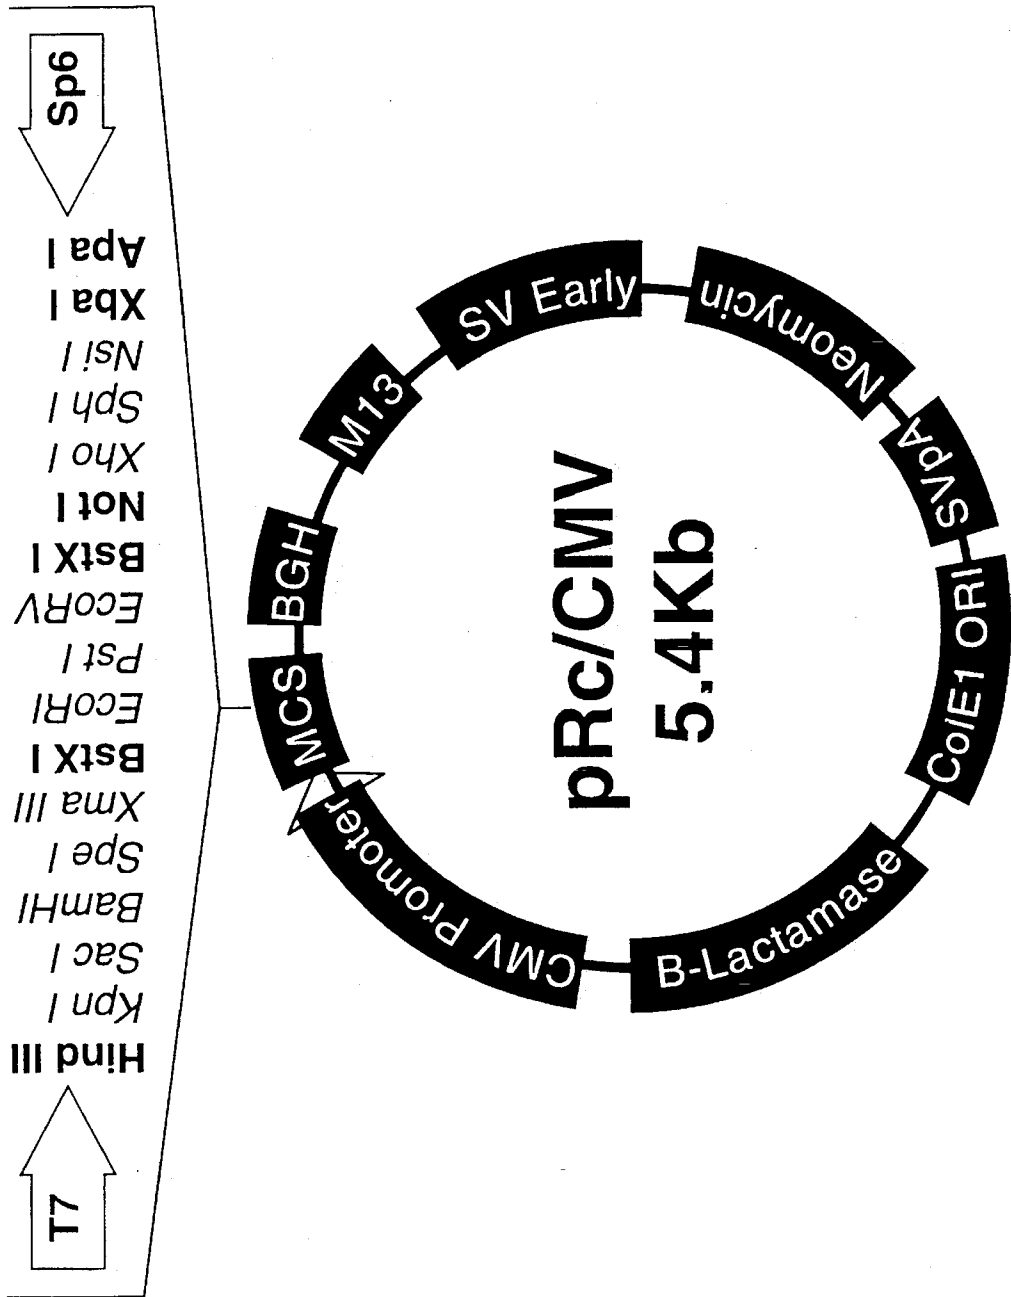 T7
Hind III
Kpn I
Sac I
BamHI
Spe I
Xma III
BstX I
EcoRI
Pst I
EcoRV
BstX I
Not I
Xho I
Sph I
Nsi I
Xba I
Apa I
Sp6
CMV Promoter
MCS
BGH
M13
SV Early
Neomycin
SVpA
ColE1 ORI
B-Lactamase
pRc/CMV
5.4Kb